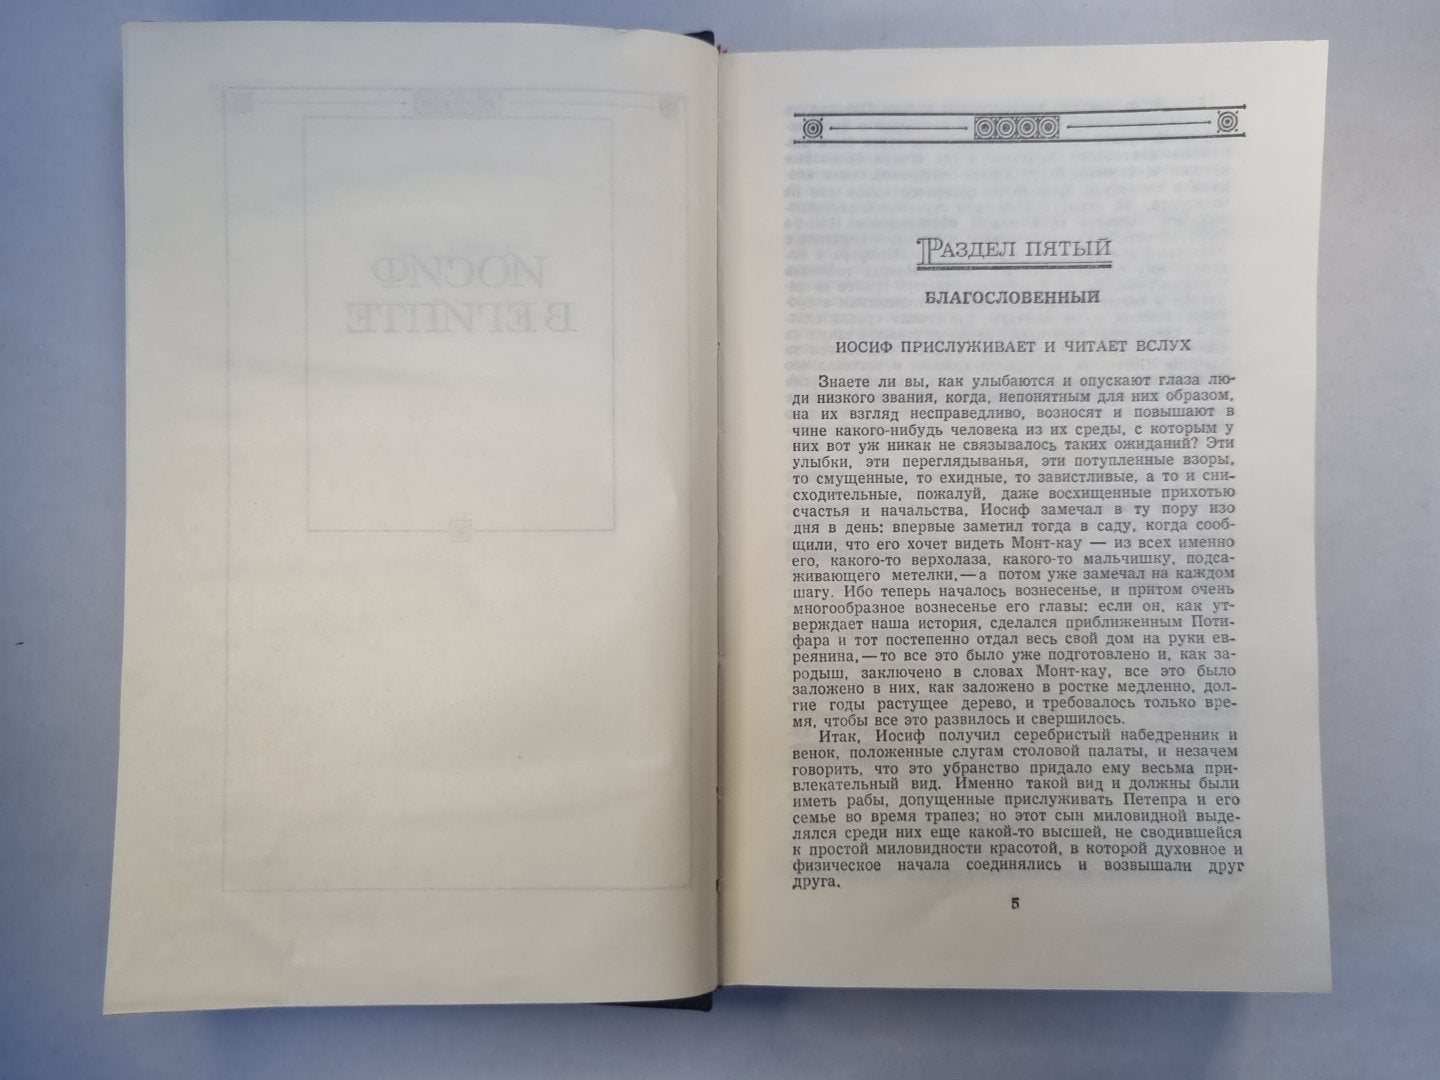 ИОСИФ
В ЕГИПТЕ
РАЗДЕЛ ПЯТЫЙ
БЛАГОСЛОВЕННЫЙ
ИОСИФ ПРИСЛУЖИВАЕТ И ЧИТАЕТ ВСЛУХ
Знаете ли вы, как улыбаются и опускают глаза лю-
ди низкого звания, когда, непонятным для них образом,
на их взгляд несправедливо, возносят и повышают в
чине какого-нибудь человека из их среды, с которым у
них вот уж никак не связывалось таких ожиданий? Эти
улыбки, эти переглядыванья, эти потупленные взоры,
то смущенные, то ехидные, то завистливые, а то и сни-
сходительные, пожалуй, даже восхищенные прихотью
счастья и начальства, Иосиф замечал в ту пору изо
дня в день: впервые заметил тогда в саду, когда сооб-
щили, что его хочет видеть Монт-кау — из всех именно
его, какого-то верхолаза, какого-то мальчишку, подса-
живающего метелки, — а потом уже замечал на каждом
шагу. Ибо теперь началось вознесенье, и притом очень
многообразное вознесенье его главы: если он, как ут-
верждает наша история, сделался приближенным Поти-
фара и тот постепенно отдал весь свой дом на руки ев-
реянина, — то все это было уже подготовлено и, как за-
родыш, заключено в словах Монт-кау, все это было
заложено в них, как заложено в ростке медленно, дол-
гие годы растущее дерево, и требовалось только вре-
мя, чтобы все это развилось и свершилось.
Итак, Иосиф получил серебристый набедренник и
венок, положенные слугам столовой палаты, и незачем
говорить, что это убранство придало ему весьма при-
влекательный вид. Именно такой вид и должны были
иметь рабы, допущенные прислуживать Петепра и его
семье во время трапез; но этот сын миловидной выде-
лялся среди них еще какой-то высшей, не сводившейся
к простой миловидности красотой, в которой духовное и
физическое начала соединялись и возвышали друг
друга.
5